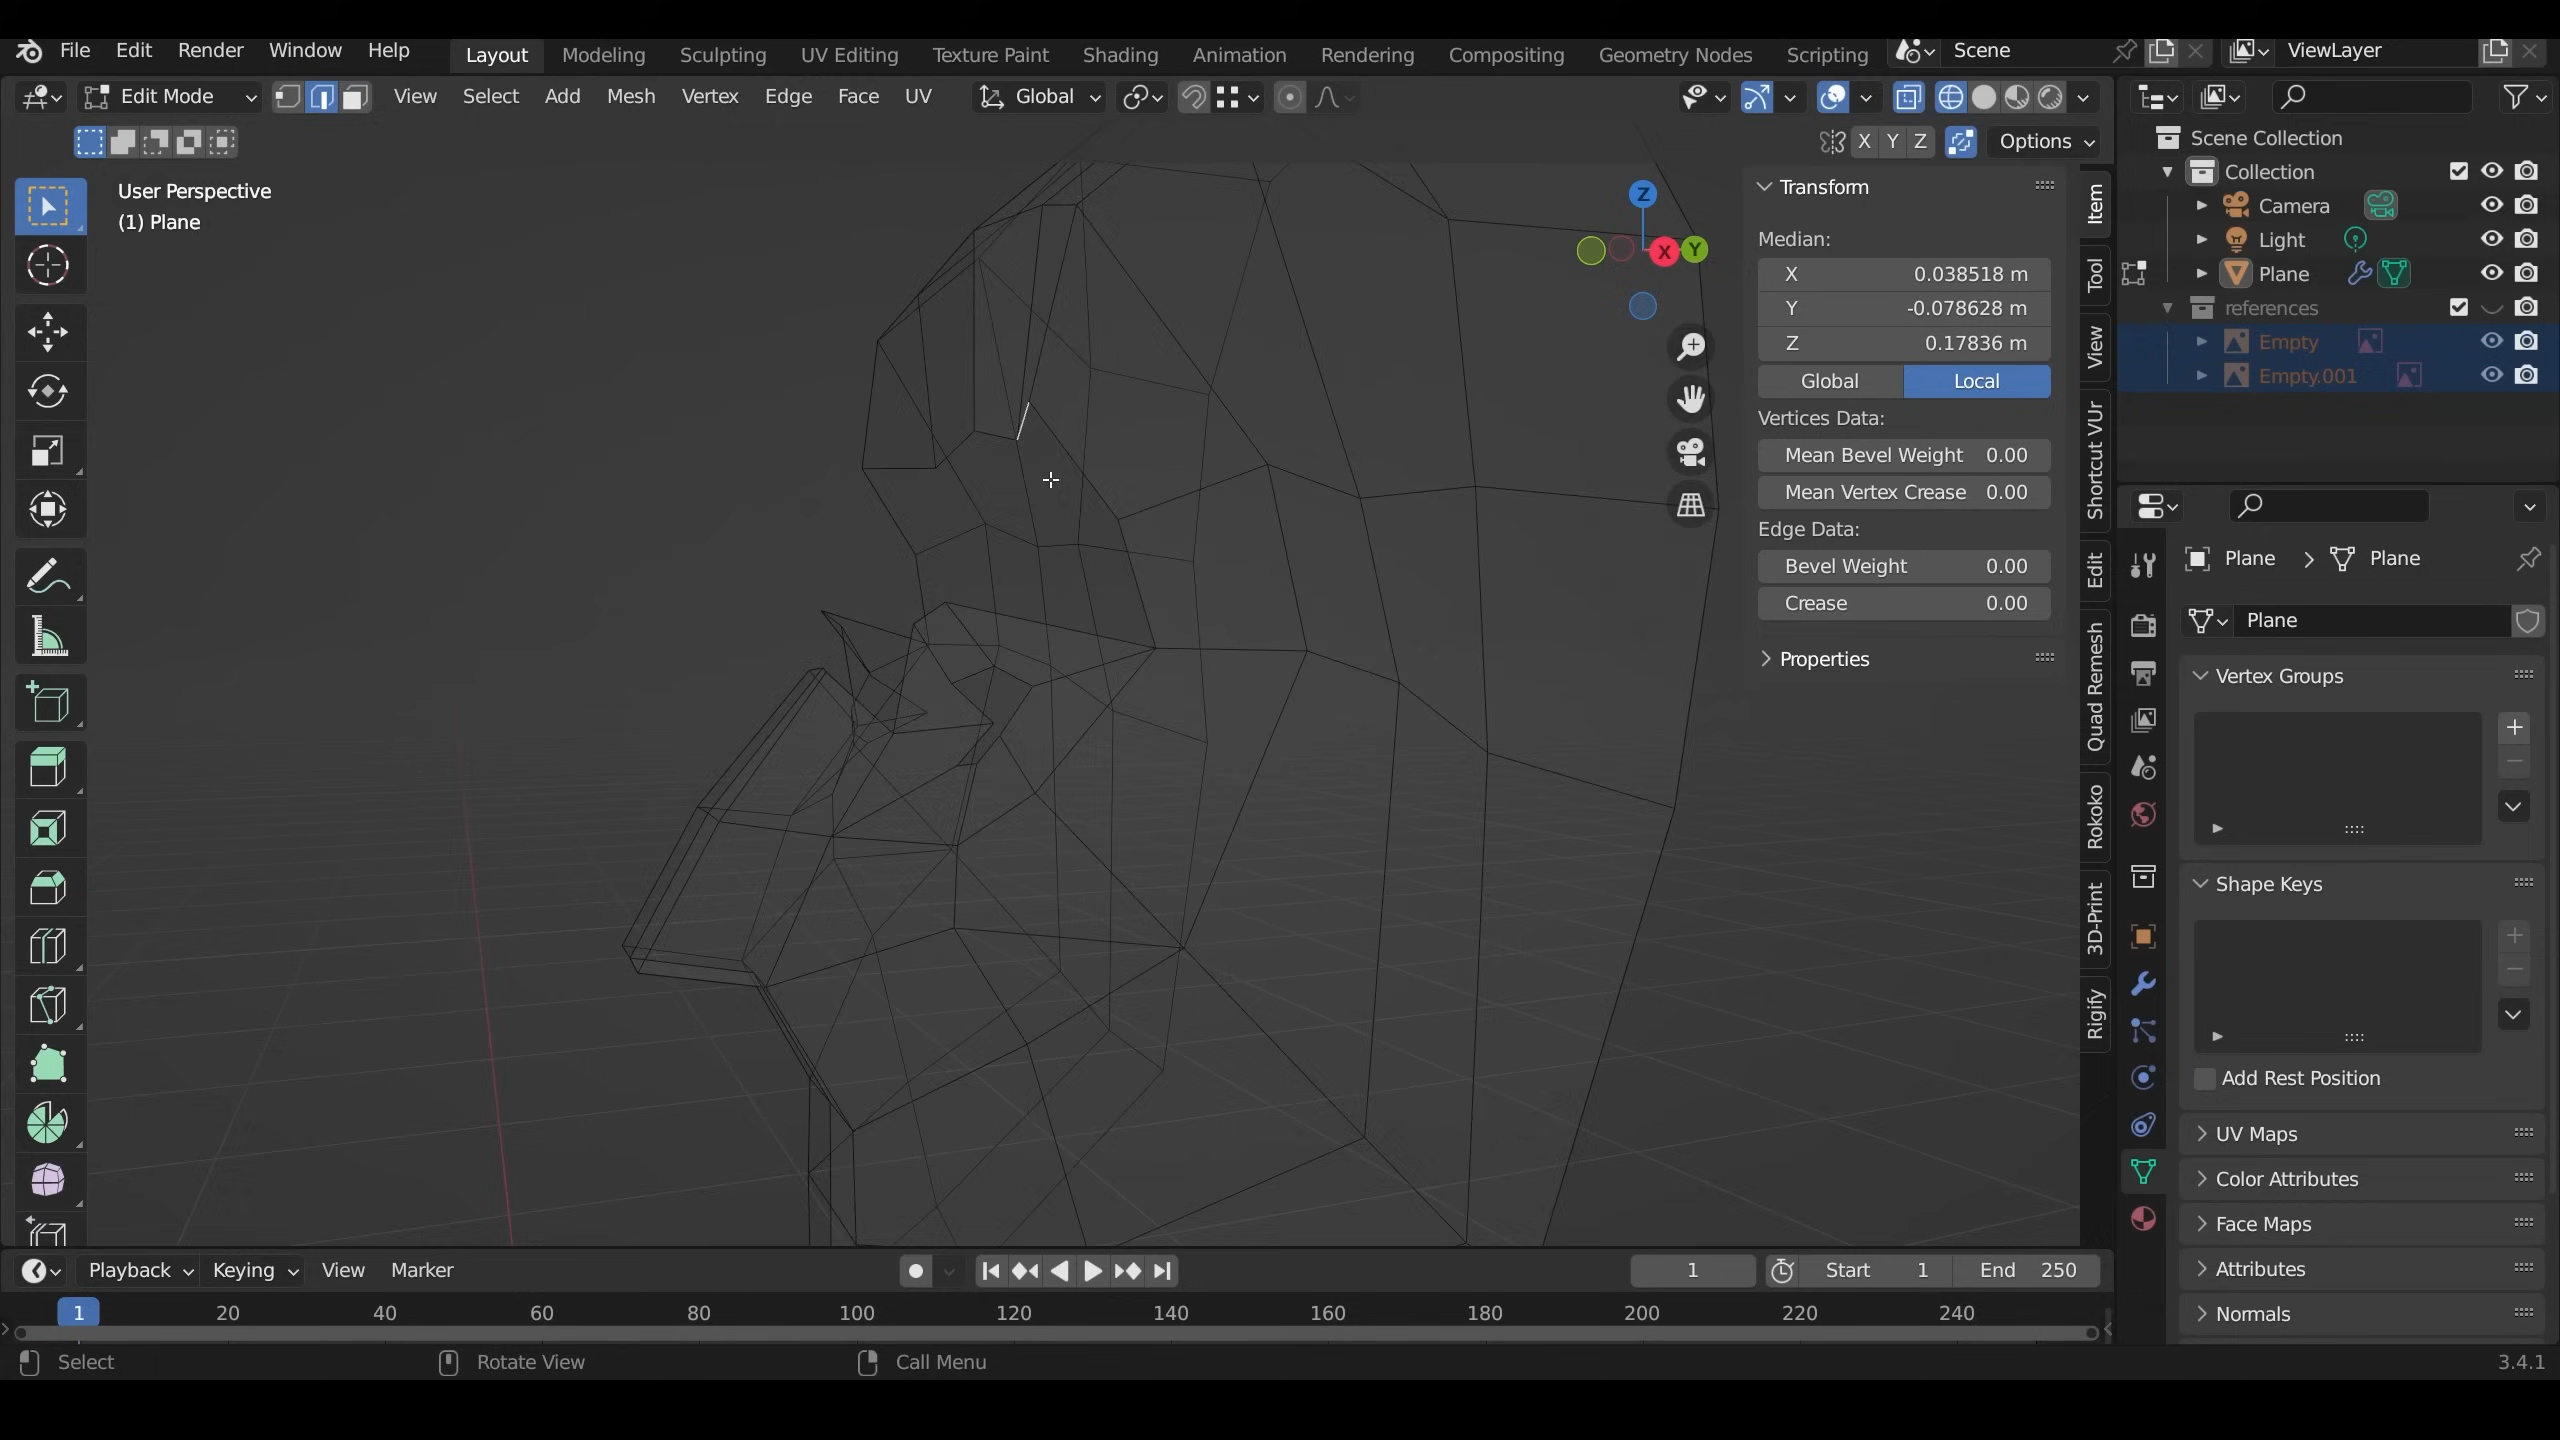 File Edit Render Window Help Layout Modeling Sculpting UV Editing Texture Paint Shading Animation Rendering Compositing Geometry Nodes Scripting Scene ViewLayer
Edit Mode View Select Add Mesh Vertex Edge Face UV Global
X Y Z Options
User Perspective
(1) Plane
Z
X
Y
Transform
Median:
X 0.038518 m
Y -0.078628 m
Z 0.17836 m
Global Local
Vertices Data:
Mean Bevel Weight 0.00
Mean Vertex Crease 0.00
Edge Data:
Bevel Weight 0.00
Crease 0.00
Properties
Item
Tool
View
Shortcut VUr
Edit
Quad Remesh
Rokoko
3D-Print
Rigify
Scene Collection
Collection
Camera
Light
Plane
references
Empty
Empty.001
Plane Plane
Plane
Vertex Groups
Shape Keys
Add Rest Position
UV Maps
Color Attributes
Face Maps
Attributes
Normals
Playback Keying View Marker 1 Start 1 End 250
1 20 40 60 80 100 120 140 160 180 200 220 240
Select Rotate View Call Menu 3.4.1